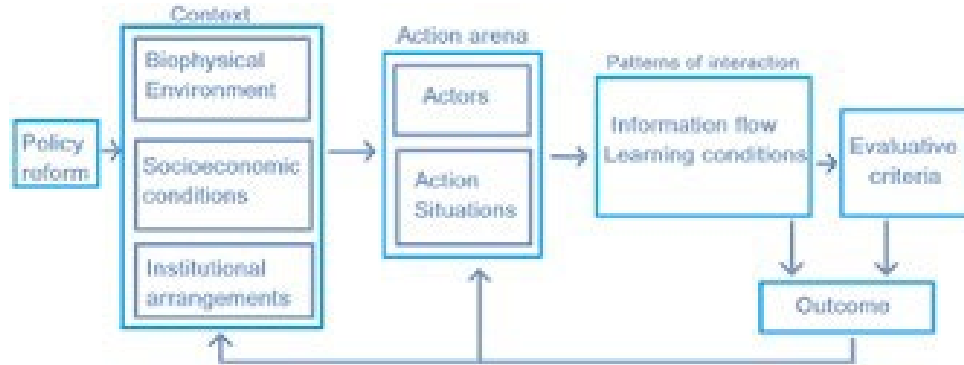 Context
Biophysical
Environment
Socioeconomic
conditions
Institutional
arrangements
Policy
reform
Action arena
Actors
Action
Situations
Patterns of interaction
Information flow
Learning conditions
Evaluative
criteria
Outcome